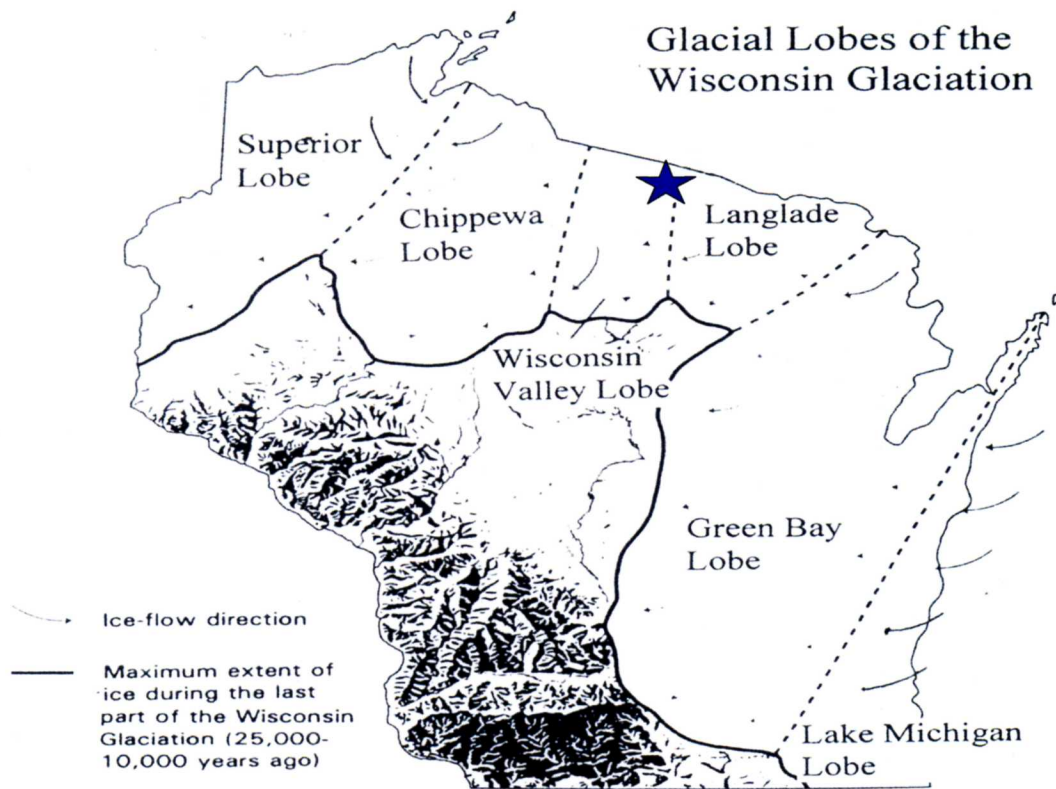 Glacial Lobes of the
Wisconsin Glaciation
Superior
Lobe
Chippewa
Lobe
Langlade
Lobe
Wisconsin
Valley Lobe
Green Bay
Lobe
Lake Michigan
Lobe
Ice-flow direction
Maximum extent of
ice during the last
part of the Wisconsin
Glaciation (25,000-
10,000 years ago)